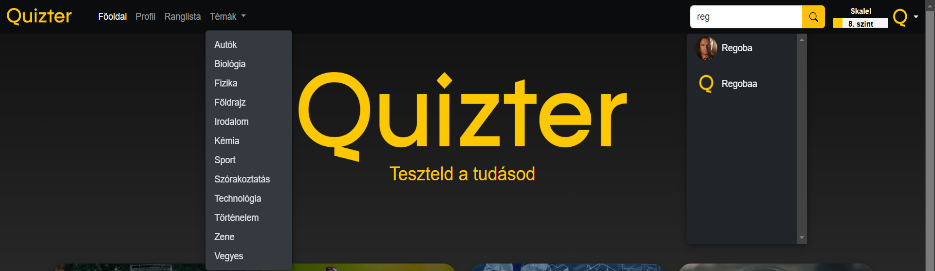 Quizter
Főoldal Profil Ranglista Témák
reg
Skalel
8. szint
Q
Autók
Biológia
Fizika
Földrajz
Irodalom
Kémia
Sport
Szórakoztatás
Technológia
Történelem
Zene
Vegyes
Quizter
Teszteld a tudásod
Regoba
Q Regobaa